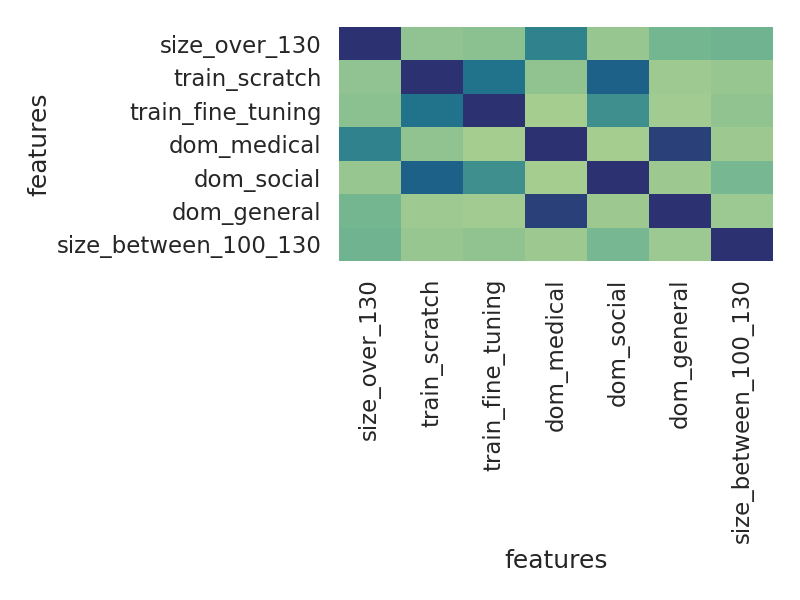 features
size_over_130
train_scratch
train_fine_tuning
dom_medical
dom_social
dom_general
size_between_100_130
size_over_130
train_scratch
train_fine_tuning
dom_medical
dom_social
dom_general
size_between_100_130
features